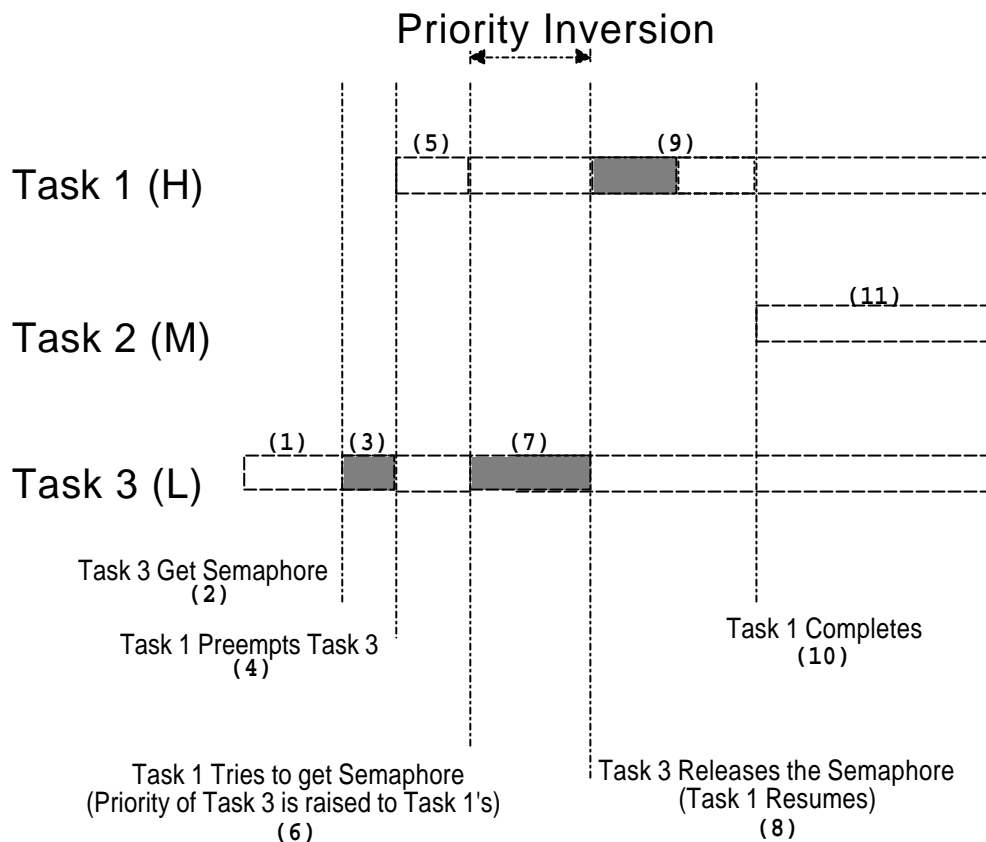 Priority Inversion
(5)
(9)
Task 1 (H)
(11)
Task 2 (M)
(1)
(3)
(7)
Task 3 (L)
Task 3 Get Semaphore
(2)
Task 1 Preempts Task 3
(4)
Task 1 Completes
(10)
Task 1 Tries to get Semaphore
(Priority of Task 3 is raised to Task 1's)
(6)
Task 3 Releases the Semaphore
(Task 1 Resumes)
(8)